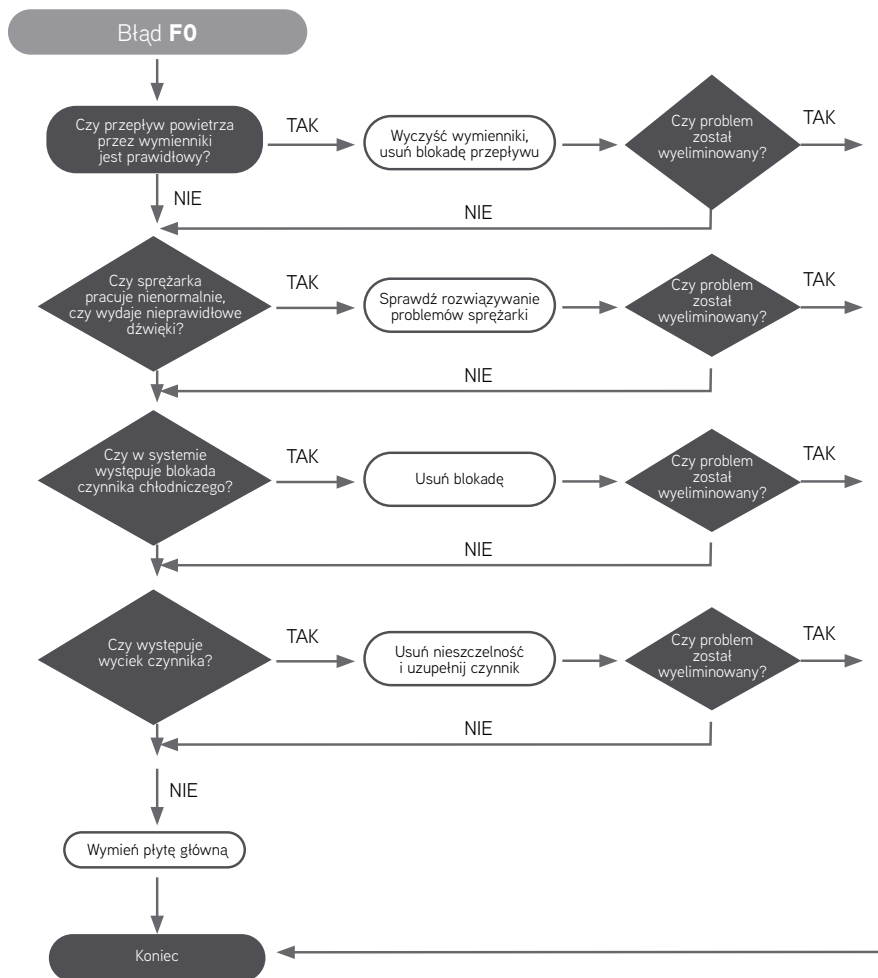 Błąd F0
Czy przepływ powietrza
przez wymienniki
jest prawidłowy?
TAK
Wyczyść wymienniki,
usuń blokadę przepływu
Czy problem
został
wyeliminowany?
TAK
NIE
NIE
Czy sprężarka
pracuje nienormalnie,
czy wydaje nieprawidłowe
dźwięki?
TAK
Sprawdź rozwiązywanie
problemów sprężarki
Czy problem
został
wyeliminowany?
TAK
NIE
Czy w systemie
występuje blokada
czynnika chłodniczego?
TAK
Usuń blokadę
Czy problem
został
wyeliminowany?
TAK
NIE
Czy występuje
wyciek czynnika?
TAK
Usuń nieszczelność
i uzupełnij czynnik
Czy problem
został
wyeliminowany?
TAK
NIE
NIE
Wymień płytę główną
Koniec